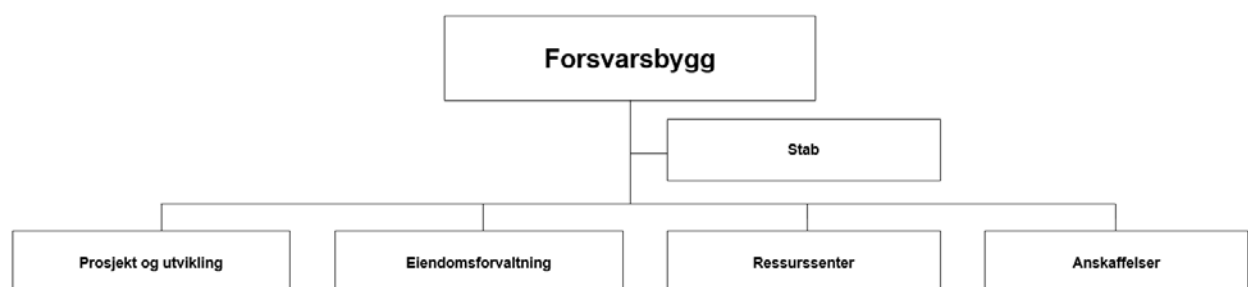 Forsvarsbygg
Stab
Prosjekt og utvikling
Eiendomsforvaltning
Ressurssenter
Anskaffelser